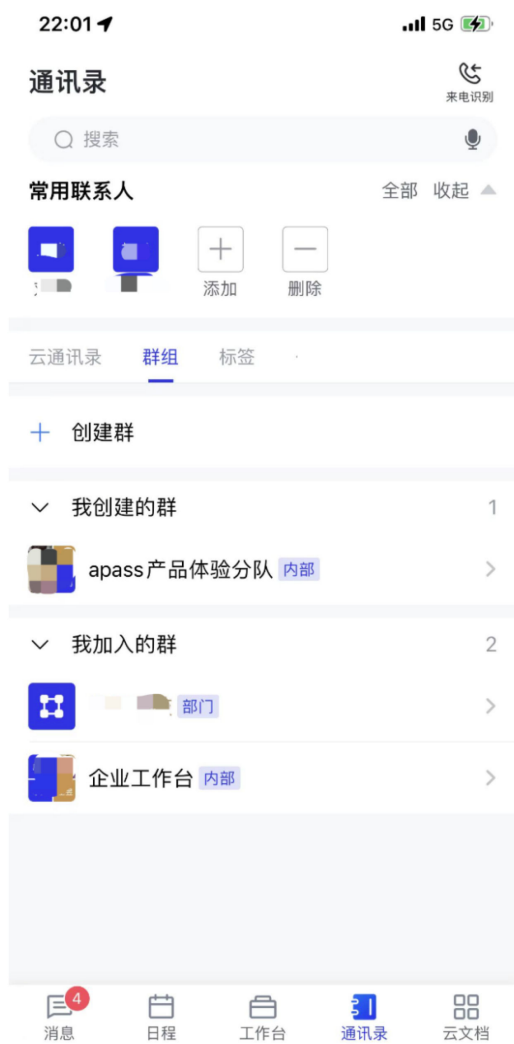 22:01 5G
通讯录
来电识别
搜索
常用联系人 全部 收起
添加 删除
云通讯录 群组 标签
创建群
我创建的群 1
apass产品体验分队 内部
我加入的群 2
部门
企业工作台 内部
4
消息 日程 工作台 通讯录 云文档